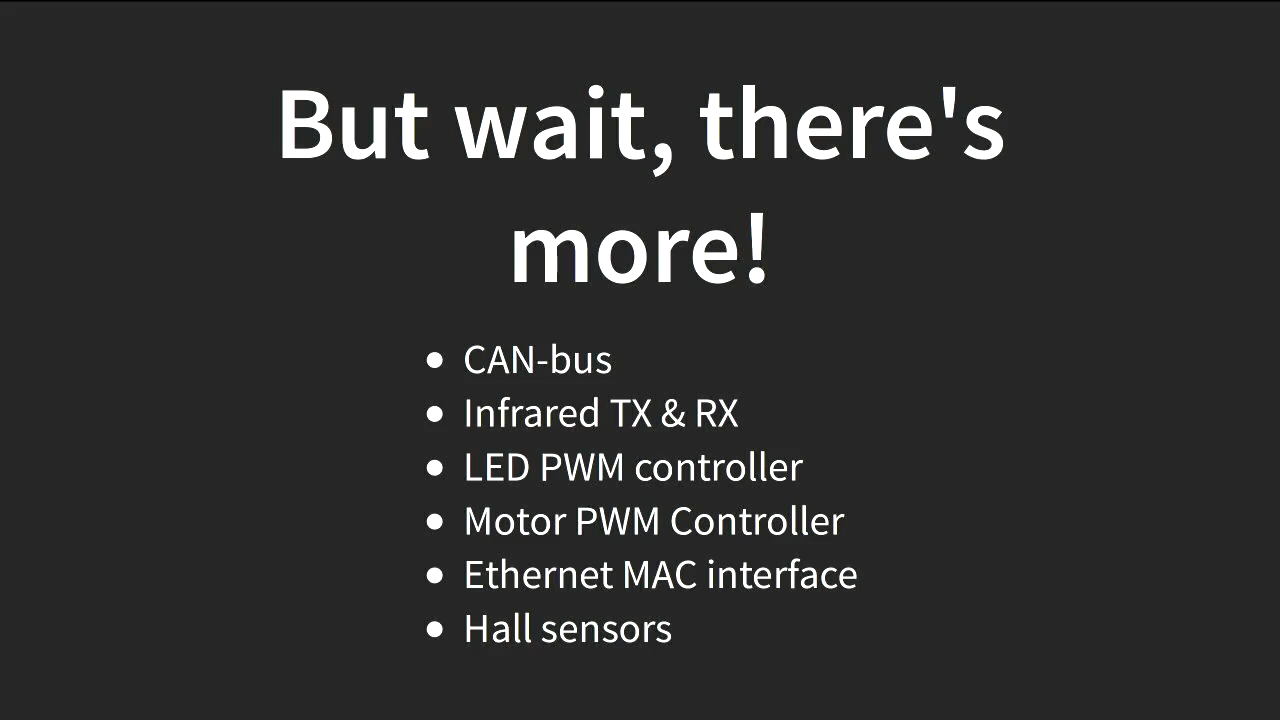 But wait, there's
more!
• CAN-bus
• Infrared TX & RX
• LED PWM controller
• Motor PWM Controller
• Ethernet MAC interface
• Hall sensors